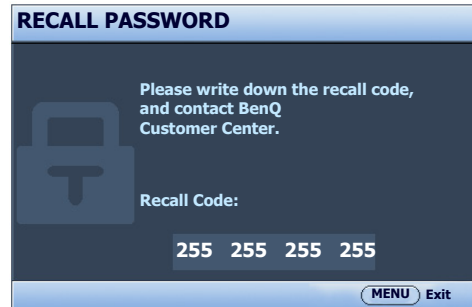 RECALL PASSWORD
Please write down the recall code,
and contact BenQ
Customer Center.
Recall Code:
255 255 255 255
MENU Exit